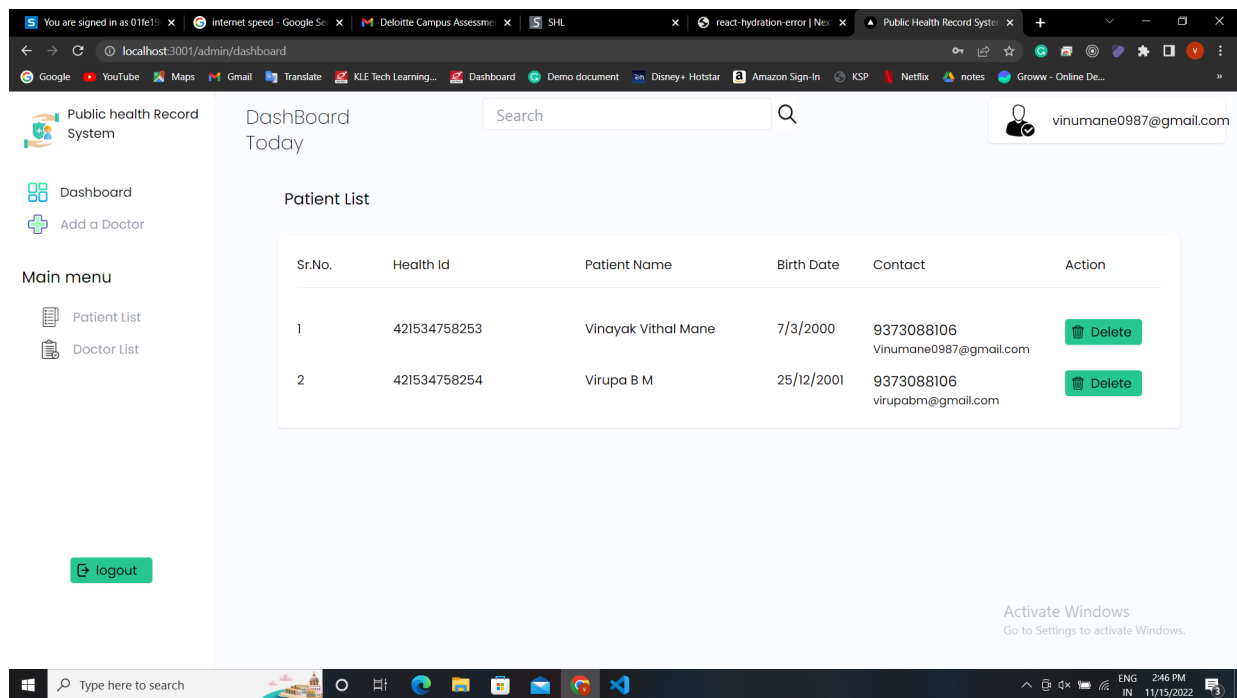 You are signed in as 01fe19
internet speed - Google Se
Deloitte Campus Assessme
SHL
react-hydration-error | Nex
Public Health Record Syste
localhost:3001/admin/dashboard
Google YouTube Maps Gmail Translate KLE Tech Learning... Dashboard Demo document Disney+ Hotstar Amazon Sign-In KSP Netflix notes Groww - Online De... »
Public health Record
System
DashBoard
Today
Search
vinumane0987@gmail.com
Dashboard
Add a Doctor
Main menu
Patient List
Doctor List
logout
Patient List
Sr.No. Health Id Patient Name Birth Date Contact Action
1 421534758253 Vinayak Vithal Mane 7/3/2000 9373088106 Delete
Vinumane0987@gmail.com
2 421534758254 Virupa B M 25/12/2001 9373088106 Delete
virupabm@gmail.com
Activate Windows
Go to Settings to activate Windows.
Type here to search
ENG 2:46 PM
IN 11/15/2022 3